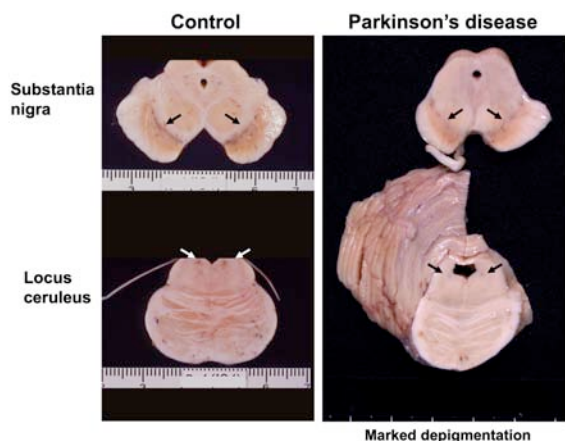 Control
Parkinson's disease
Substantia
nigra
Locus
ceruleus
Marked depigmentation